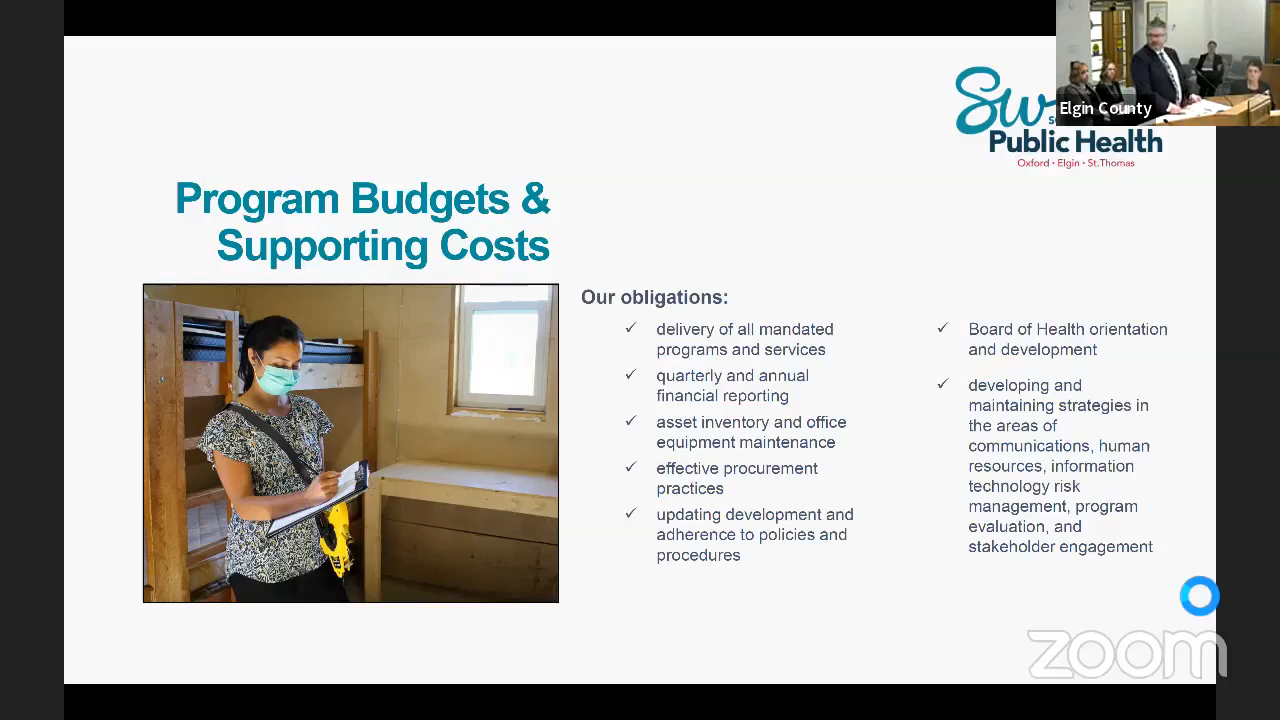 Elgin County
Sw
Public Health
Oxford • Elgin • St.Thomas
Program Budgets &
Supporting Costs
Our obligations:
✓ delivery of all mandated
programs and services
✓ quarterly and annual
financial reporting
✓ asset inventory and office
equipment maintenance
✓ effective procurement
practices
✓ updating development and
adherence to policies and
procedures
✓ Board of Health orientation
and development
✓ developing and
maintaining strategies in
the areas of
communications, human
resources, information
technology risk
management, program
evaluation, and
stakeholder engagement
zoom